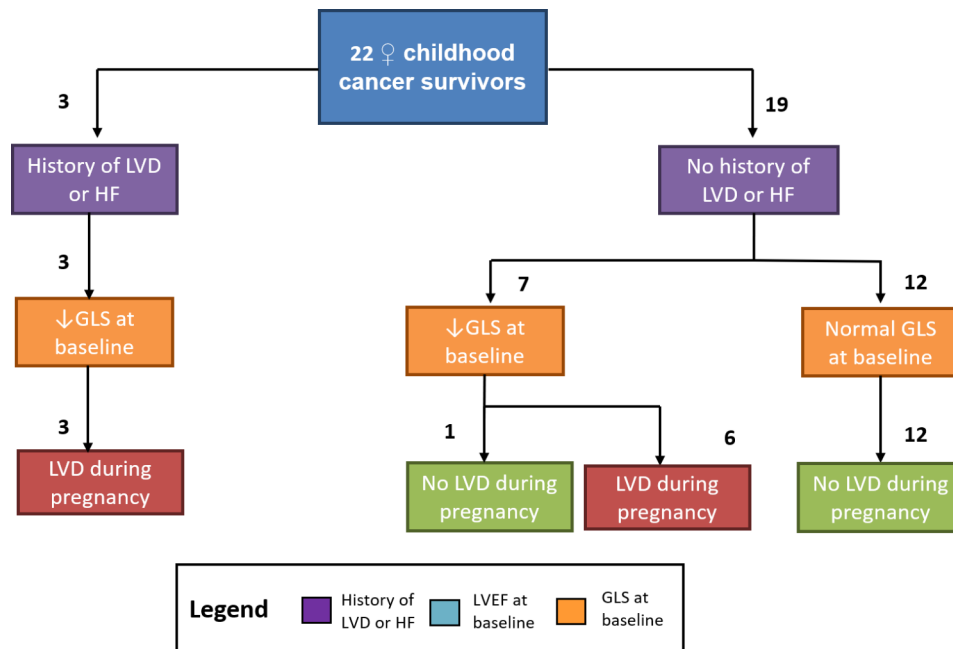 22 ♀ childhood
cancer survivors
3
19
History of LVD
or HF
No history of
LVD or HF
3
7
12
↓GLS at
baseline
↓GLS at
baseline
Normal GLS
at baseline
3
1
6
12
LVD during
pregnancy
No LVD during
pregnancy
LVD during
pregnancy
No LVD during
pregnancy
Legend
History of
LVD or HF
LVEF at
baseline
GLS at
baseline